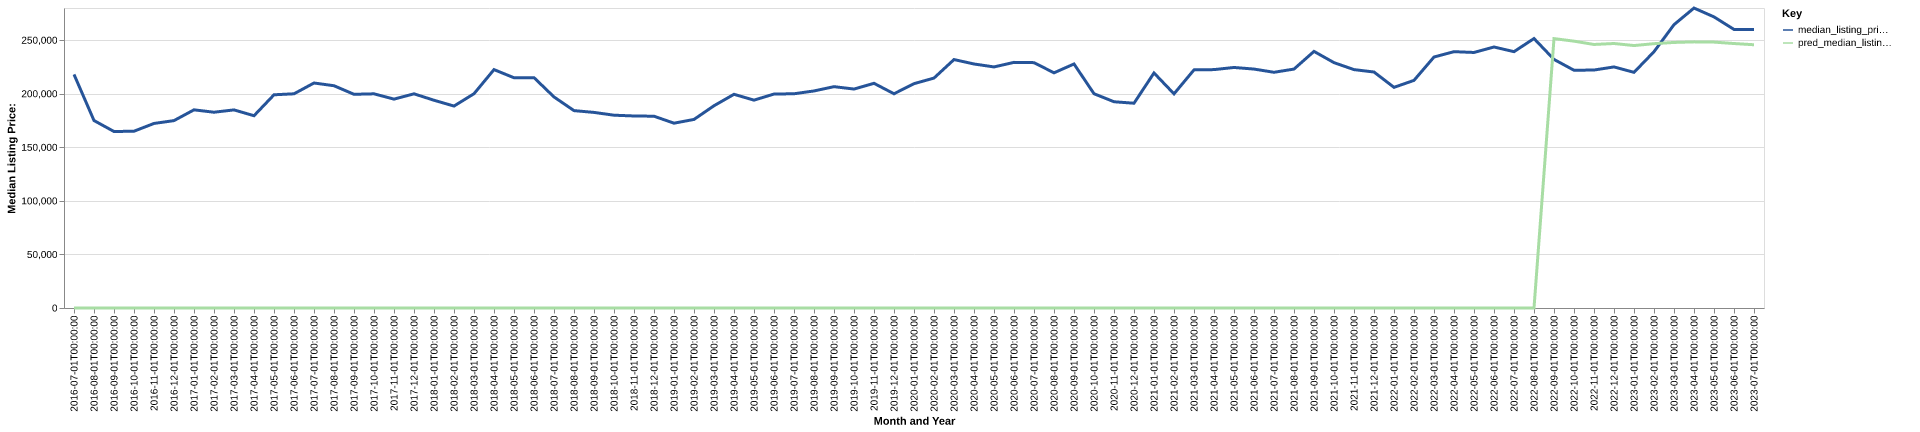 Key
median_listing_pri…
pred_median_listin…
Median Listing Price:
250,000
200,000
150,000
100,000
50,000
0
2016-07-01T00:00:00
2016-08-01T00:00:00
2016-09-01T00:00:00
2016-10-01T00:00:00
2016-11-01T00:00:00
2016-12-01T00:00:00
2017-01-01T00:00:00
2017-02-01T00:00:00
2017-03-01T00:00:00
2017-04-01T00:00:00
2017-05-01T00:00:00
2017-06-01T00:00:00
2017-07-01T00:00:00
2017-08-01T00:00:00
2017-09-01T00:00:00
2017-10-01T00:00:00
2017-11-01T00:00:00
2017-12-01T00:00:00
2018-01-01T00:00:00
2018-02-01T00:00:00
2018-03-01T00:00:00
2018-04-01T00:00:00
2018-05-01T00:00:00
2018-06-01T00:00:00
2018-07-01T00:00:00
2018-08-01T00:00:00
2018-09-01T00:00:00
2018-10-01T00:00:00
2018-11-01T00:00:00
2018-12-01T00:00:00
2019-01-01T00:00:00
2019-02-01T00:00:00
2019-03-01T00:00:00
2019-04-01T00:00:00
2019-05-01T00:00:00
2019-06-01T00:00:00
2019-07-01T00:00:00
2019-08-01T00:00:00
2019-09-01T00:00:00
2019-10-01T00:00:00
2019-11-01T00:00:00
2019-12-01T00:00:00
2020-01-01T00:00:00
2020-02-01T00:00:00
2020-03-01T00:00:00
2020-04-01T00:00:00
2020-05-01T00:00:00
2020-06-01T00:00:00
2020-07-01T00:00:00
2020-08-01T00:00:00
2020-09-01T00:00:00
2020-10-01T00:00:00
2020-11-01T00:00:00
2020-12-01T00:00:00
2021-01-01T00:00:00
2021-02-01T00:00:00
2021-03-01T00:00:00
2021-04-01T00:00:00
2021-05-01T00:00:00
2021-06-01T00:00:00
2021-07-01T00:00:00
2021-08-01T00:00:00
2021-09-01T00:00:00
2021-10-01T00:00:00
2021-11-01T00:00:00
2021-12-01T00:00:00
2022-01-01T00:00:00
2022-02-01T00:00:00
2022-03-01T00:00:00
2022-04-01T00:00:00
2022-05-01T00:00:00
2022-06-01T00:00:00
2022-07-01T00:00:00
2022-08-01T00:00:00
2022-09-01T00:00:00
2022-10-01T00:00:00
2022-11-01T00:00:00
2022-12-01T00:00:00
2023-01-01T00:00:00
2023-02-01T00:00:00
2023-03-01T00:00:00
2023-04-01T00:00:00
2023-05-01T00:00:00
2023-06-01T00:00:00
2023-07-01T00:00:00
Month and Year